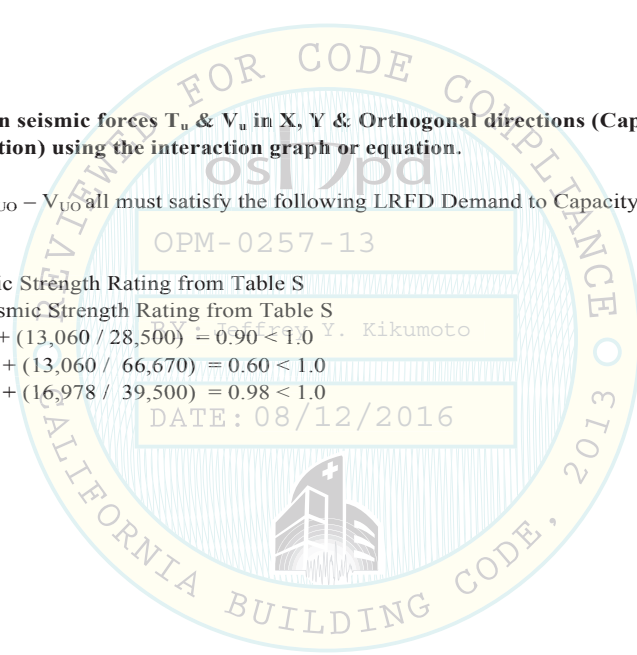 n seismic forces Tu & Vu in X, Y & Orthogonal directions (Cap
tion) using the interaction graph or equation.
UO – VUO all must satisfy the following LRFD Demand to Capacity
ic Strength Rating from Table S
smic Strength Rating from Table S
+ (13,060 / 28,500) = 0.90 < 1.0
+ (13,060 / 66,670) = 0.60 < 1.0
+ (16,978 / 39,500) = 0.98 < 1.0
REVIEWED FOR CODE COMPLIANCE
oshpd
OPM-0257-13
BY: Jeffrey Y. Kikumoto
DATE: 08/12/2016
CALIFORNIA BUILDING CODE, 2013